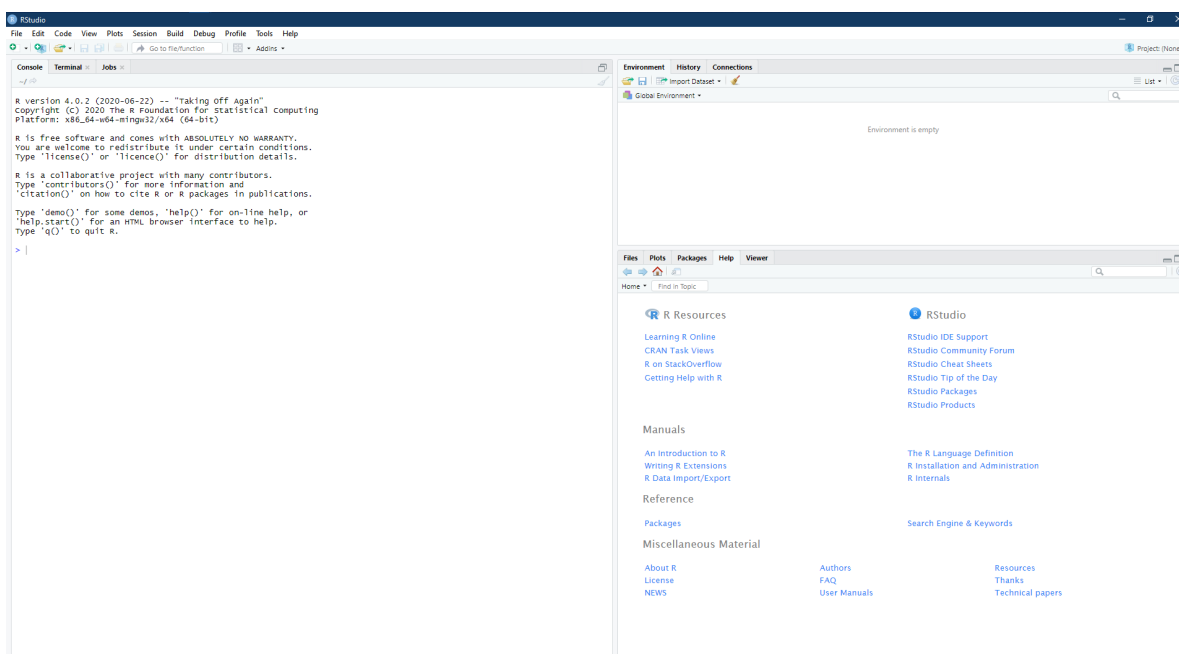 RStudio
File Edit Code View Plots Session Build Debug Profile Tools Help
Go to file/function Addins Project: (None
Console Terminal Jobs
~/
R version 4.0.2 (2020-06-22) -- "Taking Off Again"
Copyright (C) 2020 The R Foundation for Statistical Computing
Platform: x86_64-w64-mingw32/x64 (64-bit)
R is free software and comes with ABSOLUTELY NO WARRANTY.
You are welcome to redistribute it under certain conditions.
Type 'license()' or 'licence()' for distribution details.
R is a collaborative project with many contributors.
Type 'contributors()' for more information and
'citation()' on how to cite R or R packages in publications.
Type 'demo()' for some demos, 'help()' for on-line help, or
'help.start()' for an HTML browser interface to help.
Type 'q()' to quit R.
>
Environment History Connections
Import Dataset List
Global Environment
Environment is empty
Files Plots Packages Help Viewer
Home Find in Topic
R Resources
Learning R Online
CRAN Task Views
R on StackOverflow
Getting Help with R
RStudio
RStudio IDE Support
RStudio Community Forum
RStudio Cheat Sheets
RStudio Tip of the Day
RStudio Packages
RStudio Products
Manuals
An Introduction to R
Writing R Extensions
R Data Import/Export
The R Language Definition
R Installation and Administration
R Internals
Reference
Packages
Search Engine & Keywords
Miscellaneous Material
About R
License
NEWS
Authors
FAQ
User Manuals
Resources
Thanks
Technical papers